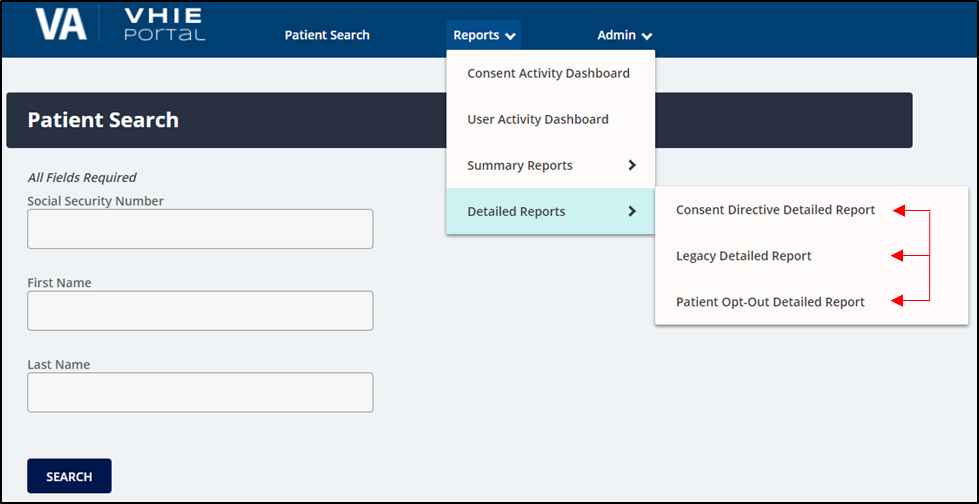 VA VHIE PORTAL
Patient Search Reports Admin
Consent Activity Dashboard
User Activity Dashboard
Summary Reports
Detailed Reports
Consent Directive Detailed Report
Legacy Detailed Report
Patient Opt-Out Detailed Report
Patient Search
All Fields Required
Social Security Number
First Name
Last Name
SEARCH